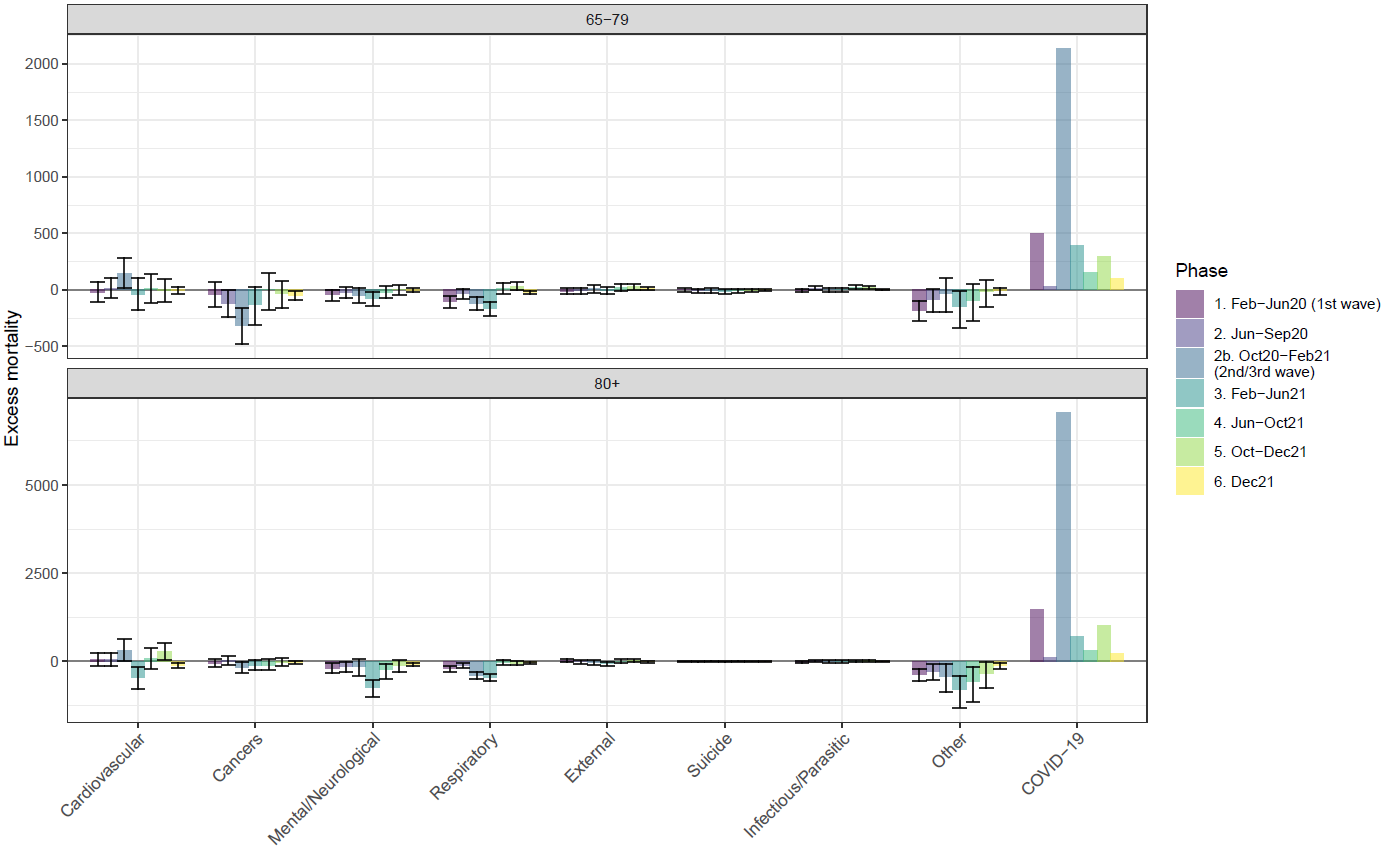 65−79
2000
1500
1000
500
0
−500
80+
5000
2500
0
Excess mortality
Cardiovascular
Cancers
Mental/Neurological
Respiratory
External
Suicide
Infectious/Parasitic
Other
COVID−19
Phase
1. Feb−Jun20 (1st wave)
2. Jun−Sep20
2b. Oct20−Feb21
(2nd/3rd wave)
3. Feb−Jun21
4. Jun−Oct21
5. Oct−Dec21
6. Dec21